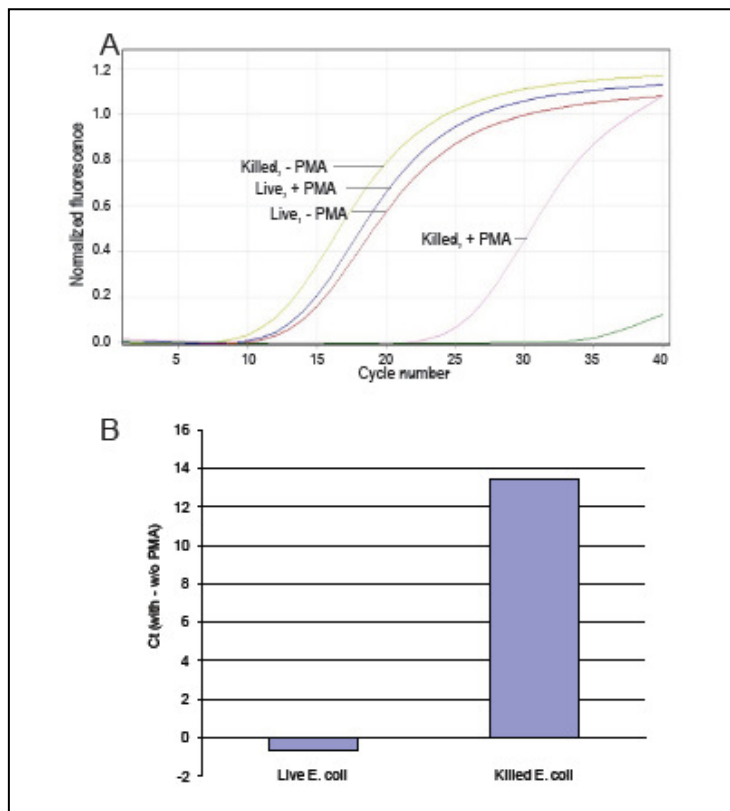 A
Normalized fluorescence
1.2
1.0
0.8
0.6
0.4
0.2
0.0
Killed, - PMA
Live, + PMA
Live, - PMA
Killed, + PMA
5 10 15 20 25 30 35 40
Cycle number
B
Ct (with - w/o PMA)
16
14
12
10
8
6
4
2
0
-2
Live E. coli
Killed E. coli